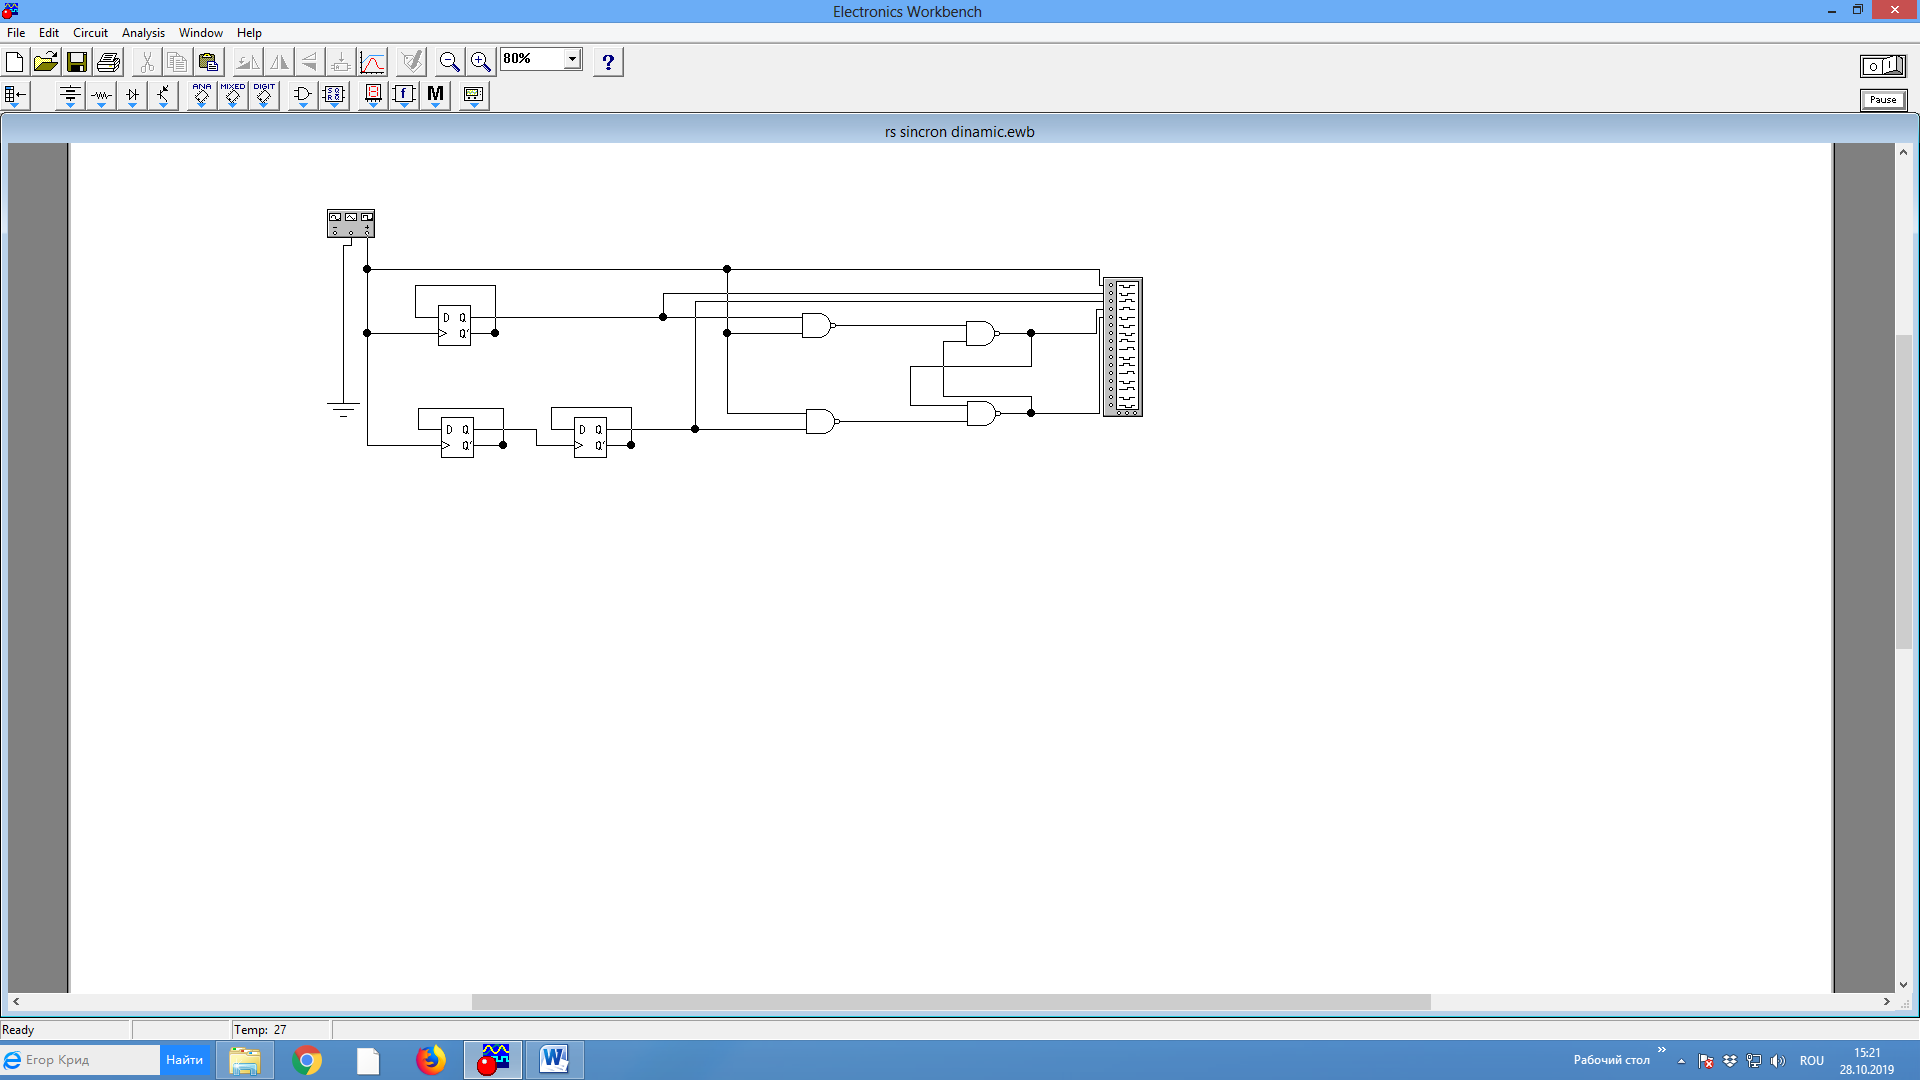 Electronics Workbench
File Edit Circuit Analysis Window Help
80%
?
Pause
ANA MIXED DIGIT
f M
rs sincron dinamic.ewb
D Q
Q'
D Q
Q'
D Q
Q'
Ready
Temp: 27
Егор Крид
Найти
Рабочий стол
ROU
15:21
28.10.2019